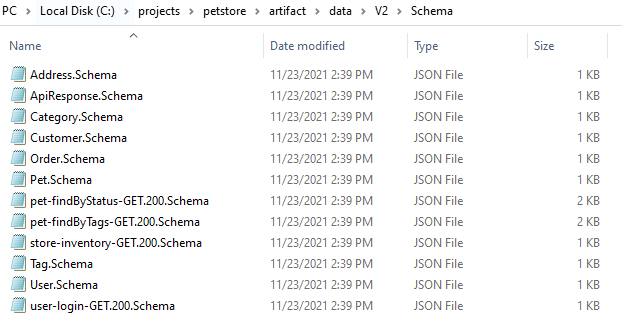 PC > Local Disk (C:) > projects > petstore > artifact > data > V2 > Schema
Name Date modified Type Size
Address.Schema 11/23/2021 2:39 PM JSON File 1 KB
ApiResponse.Schema 11/23/2021 2:39 PM JSON File 1 KB
Category.Schema 11/23/2021 2:39 PM JSON File 1 KB
Customer.Schema 11/23/2021 2:39 PM JSON File 1 KB
Order.Schema 11/23/2021 2:39 PM JSON File 1 KB
Pet.Schema 11/23/2021 2:39 PM JSON File 1 KB
pet-findByStatus-GET.200.Schema 11/23/2021 2:39 PM JSON File 2 KB
pet-findByTags-GET.200.Schema 11/23/2021 2:39 PM JSON File 2 KB
store-inventory-GET.200.Schema 11/23/2021 2:39 PM JSON File 1 KB
Tag.Schema 11/23/2021 2:39 PM JSON File 1 KB
User.Schema 11/23/2021 2:39 PM JSON File 1 KB
user-login-GET.200.Schema 11/23/2021 2:39 PM JSON File 1 KB